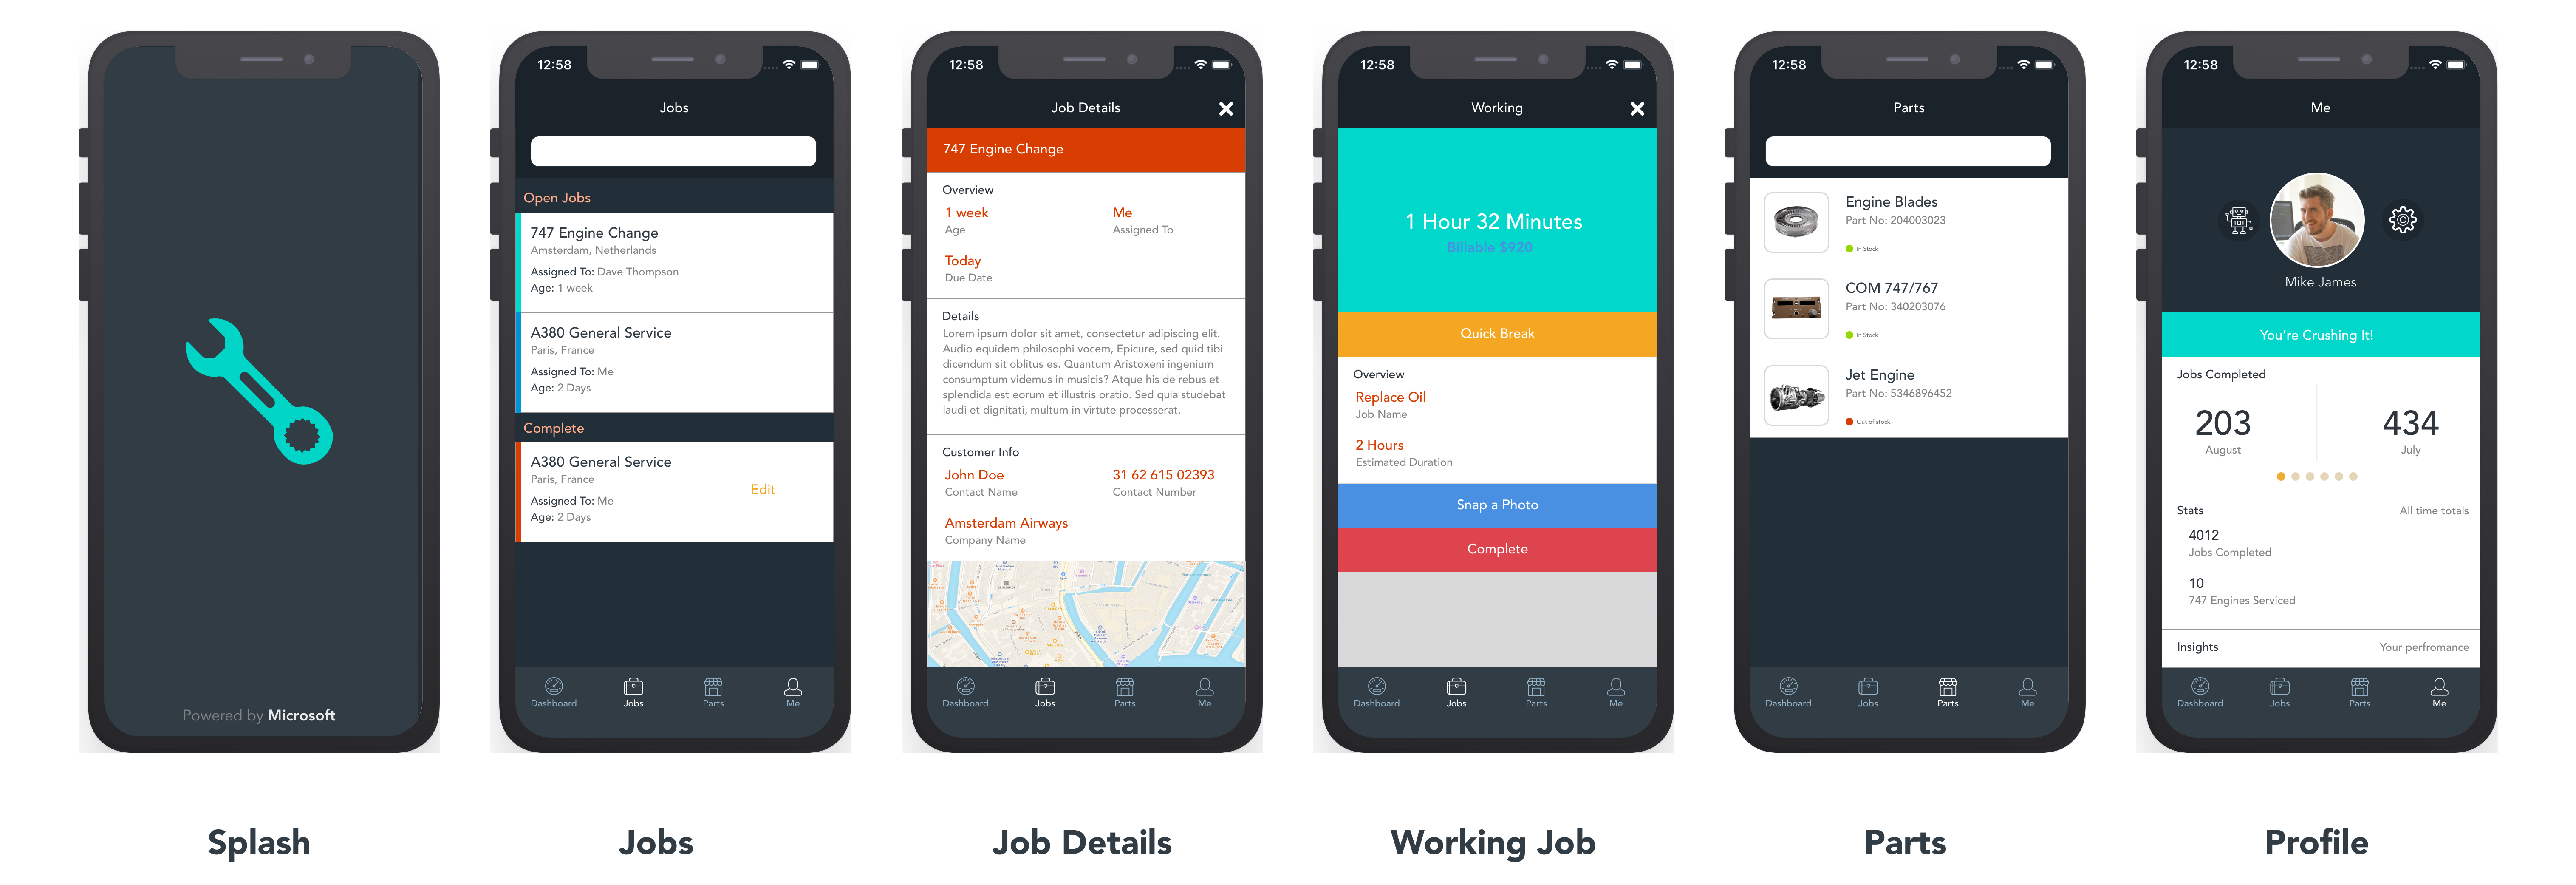 Powered by Microsoft
Splash
12:58
Jobs
Open Jobs
747 Engine Change
Amsterdam, Netherlands
Assigned To: Dave Thompson
Age: 1 week
A380 General Service
Paris, France
Assigned To: Me
Age: 2 Days
Complete
A380 General Service
Paris, France
Assigned To: Me
Age: 2 Days
Edit
Dashboard
Jobs
Parts
Me
Jobs
12:58
Job Details
747 Engine Change
Overview
1 week
Age
Me
Assigned To
Today
Due Date
Details
Lorem ipsum dolor sit amet, consectetur adipiscing elit.
Audio equidem philosophi vocem, Epicure, sed quid tibi
dicendum sit oblitus es. Quantum Aristoxeni ingenium
consumptum videmus in musicis? Atque his de rebus et
splendida est eorum et illustris oratio. Sed quia studebat
laudi et dignitati, multum in virtute processerat.
Customer Info
John Doe
Contact Name
31 62 615 02393
Contact Number
Amsterdam Airways
Company Name
Dashboard
Jobs
Parts
Me
Job Details
12:58
Working
1 Hour 32 Minutes
Billable $920
Quick Break
Overview
Replace Oil
Job Name
2 Hours
Estimated Duration
Snap a Photo
Complete
Dashboard
Jobs
Parts
Me
Working Job
12:58
Parts
Engine Blades
Part No: 204003023
In Stock
COM 747/767
Part No: 340203076
In Stock
Jet Engine
Part No: 5346896452
Out of stock
Dashboard
Jobs
Parts
Me
Parts
12:58
Me
Mike James
You're Crushing It!
Jobs Completed
203
August
434
July
Stats
All time totals
4012
Jobs Completed
10
747 Engines Serviced
Insights
Your perfromance
Dashboard
Jobs
Parts
Me
Profile